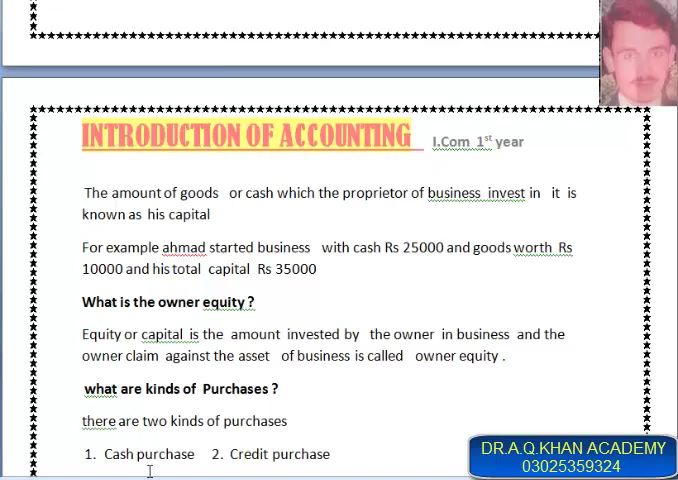 INTRODUCTION OF ACCOUNTING I.Com 1st year
The amount of goods or cash which the proprietor of business invest in it is
known as his capital
For example ahmad started business with cash Rs 25000 and goods worth Rs
10000 and his total capital Rs 35000
What is the owner equity ?
Equity or capital is the amount invested by the owner in business and the
owner claim against the asset of business is called owner equity .
what are kinds of Purchases ?
there are two kinds of purchases
1. Cash purchase 2. Credit purchase
DR.A.Q.KHAN ACADEMY
03025359324